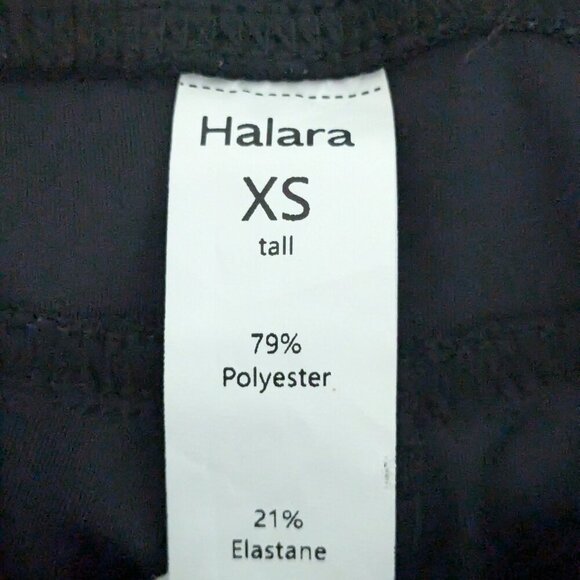 Halara
XS
tall
79%
Polyester
21%
Elastane